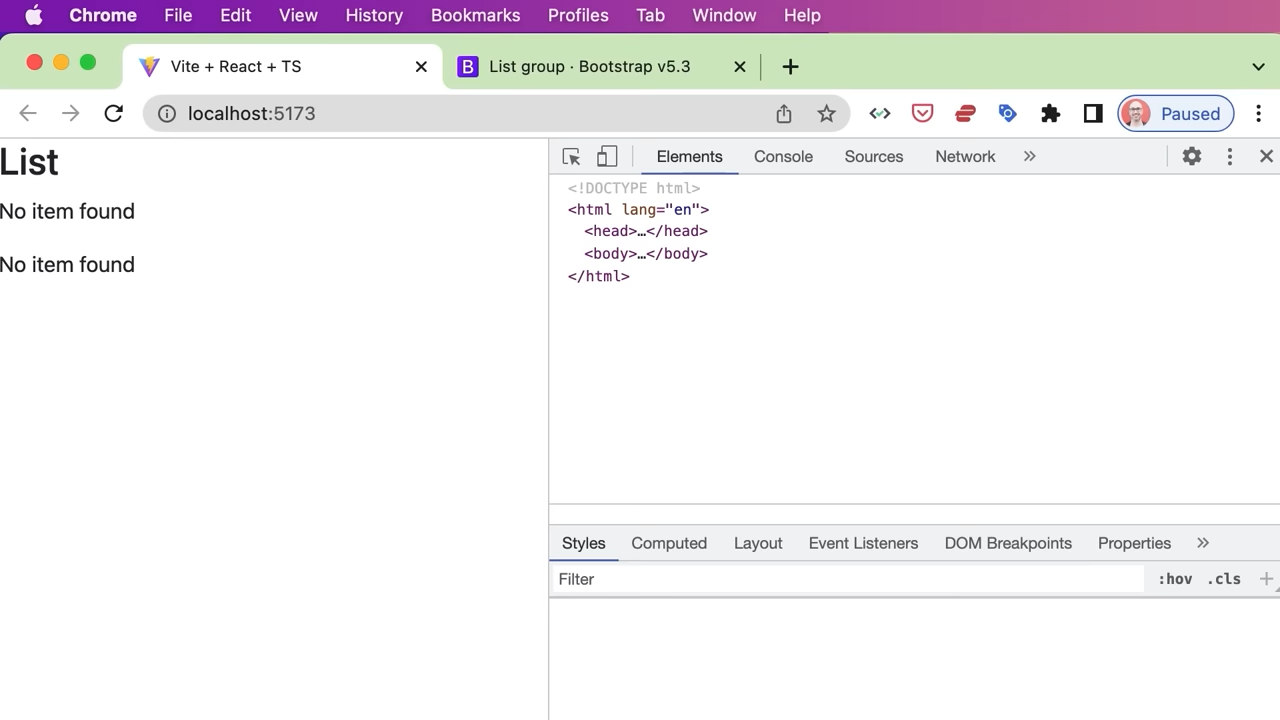 Chrome File Edit View History Bookmarks Profiles Tab Window Help
Vite + React + TS
B List group · Bootstrap v5.3
localhost:5173
Paused
List
No item found
No item found
Elements Console Sources Network
<!DOCTYPE html>
<html lang="en">
<head>…</head>
<body>…</body>
</html>
Styles Computed Layout Event Listeners DOM Breakpoints Properties
Filter
:hov .cls